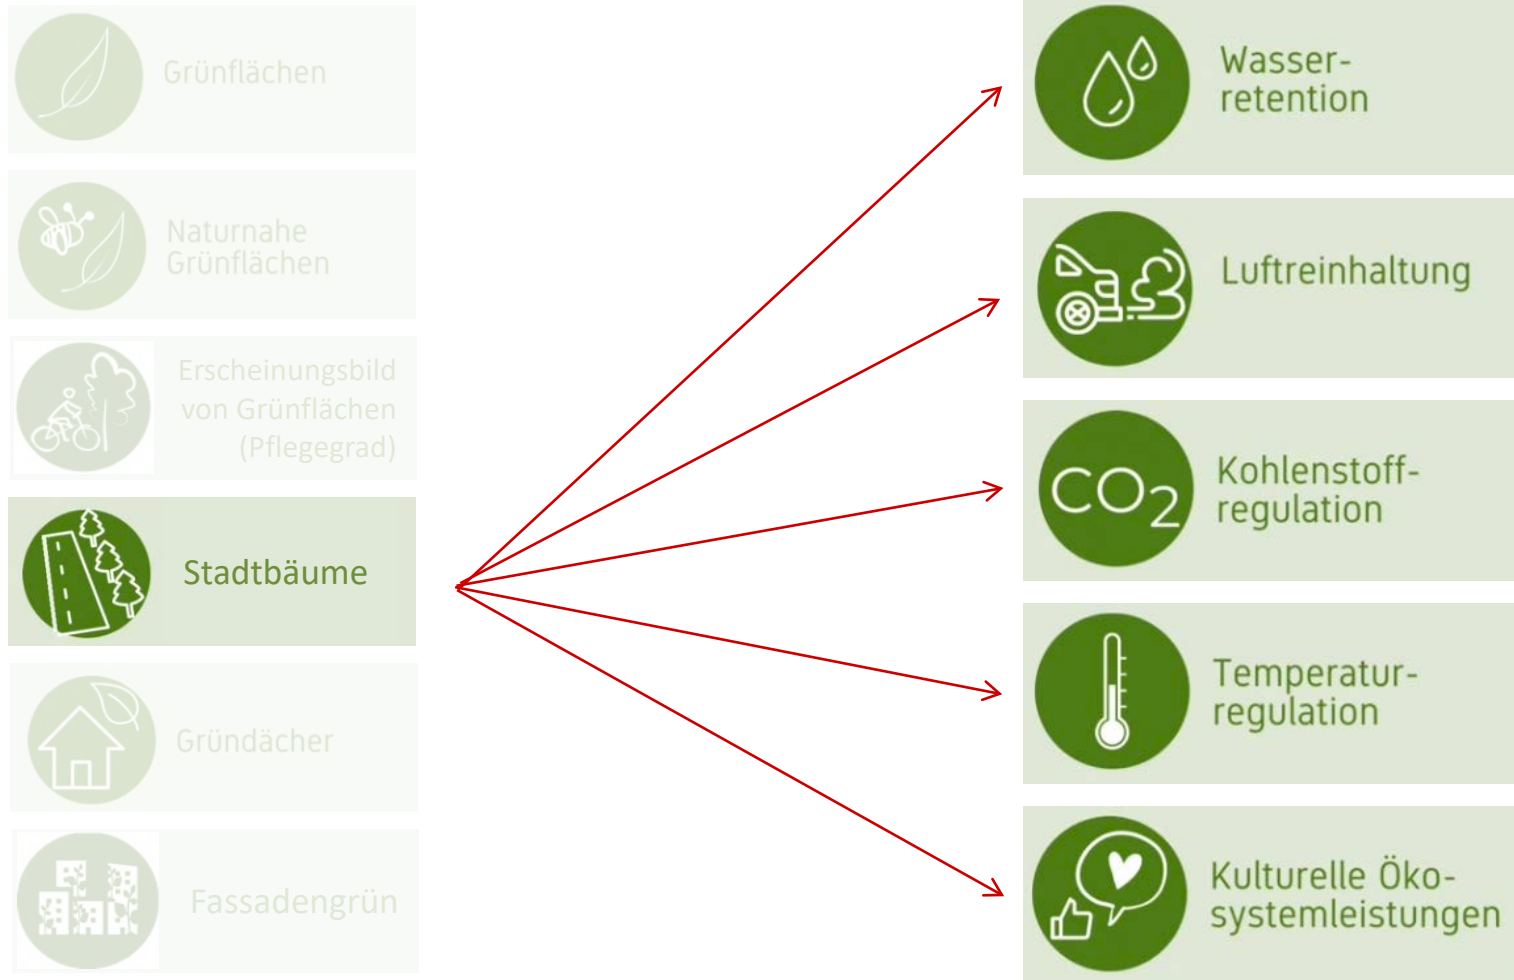 Grünflächen
Naturnahe
Grünflächen
Erscheinungsbild
von Grünflächen
(Pflegegrad)
Stadtbäume
Gründächer
Fassadengrün
Wasser-
retention
Luftreinhaltung
CO2
Kohlenstoff-
regulation
Temperatur-
regulation
Kulturelle Öko-
systemleistungen